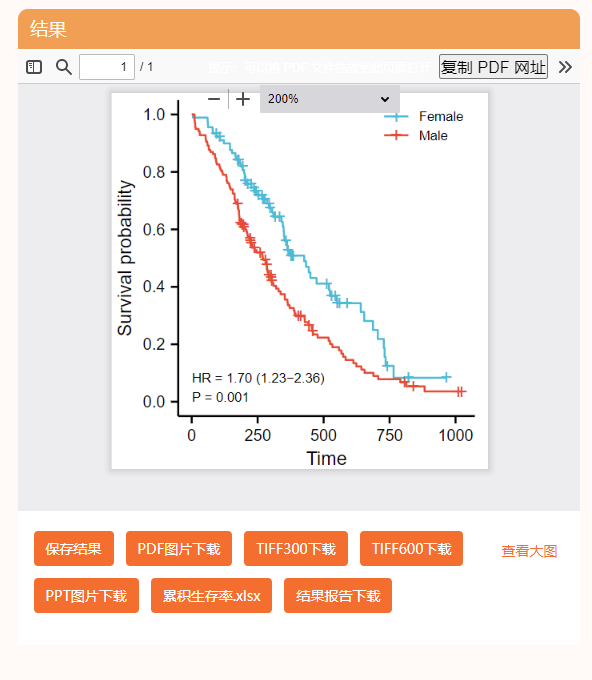 结果
1 / 1
复制 PDF 网址
200%
Female
Male
Survival probability
1.0
0.8
0.6
0.4
0.2
0.0
HR = 1.70 (1.23−2.36)
P = 0.001
0 250 500 750 1000
Time
保存结果 PDF图片下载 TIFF300下载 TIFF600下载 查看大图
PPT图片下载 累积生存率.xlsx 结果报告下载